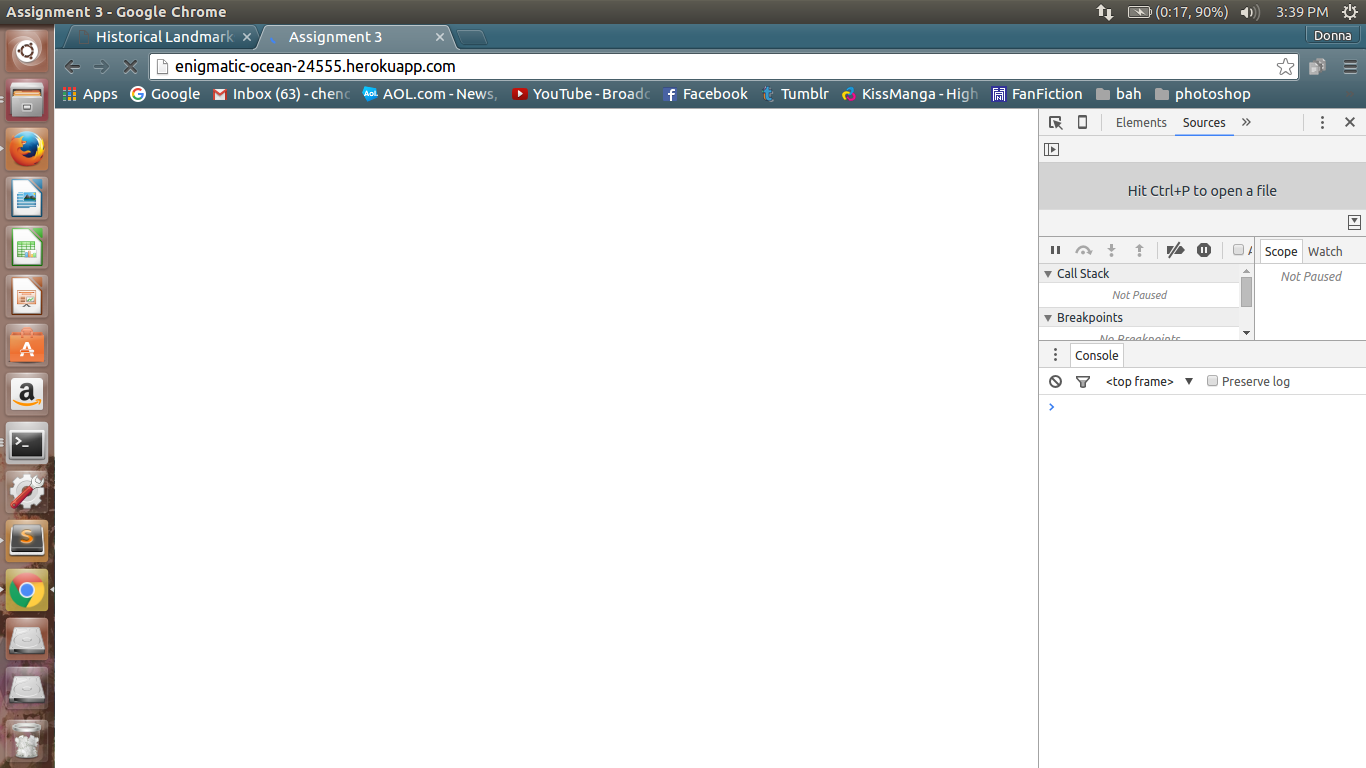 Assignment 3 - Google Chrome
(0:17, 90%)
3:39 PM
Historical Landmark
Assignment 3
Donna
enigmatic-ocean-24555.herokuapp.com
Apps
Google
Inbox (63) - chenc
AOL.com - News,
YouTube - Broadc
Facebook
Tumblr
KissManga - High
FanFiction
bah
photoshop
Elements
Sources
Hit Ctrl+P to open a file
Scope
Watch
Call Stack
Not Paused
Not Paused
Breakpoints
No Breakpoints
Console
<top frame>
Preserve log